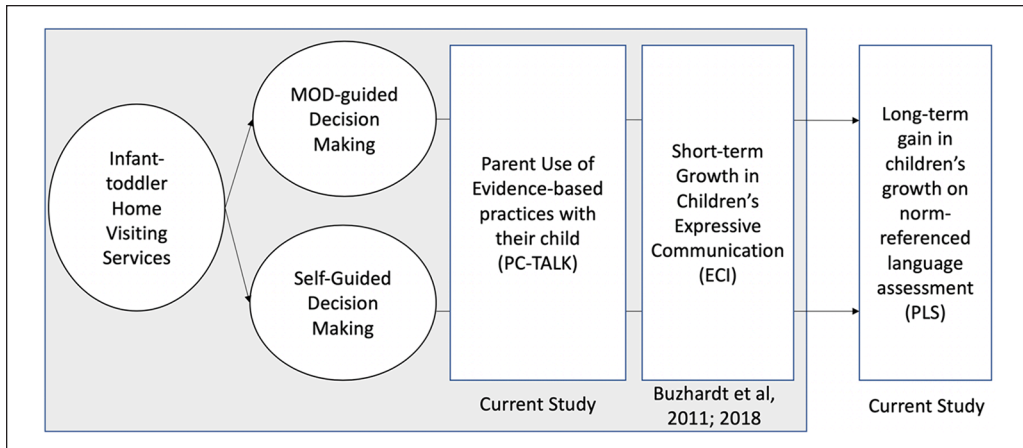 Infant-
toddler
Home
Visiting
Services
MOD-guided
Decision
Making
Self-Guided
Decision
Making
Parent Use of
Evidence-based
practices with
their child
(PC-TALK)
Current Study
Short-term
Growth in
Children's
Expressive
Communication
(ECI)
Buzhardt et al,
2011; 2018
Long-term
gain in
children's
growth on
norm-
referenced
language
assessment
(PLS)
Current Study